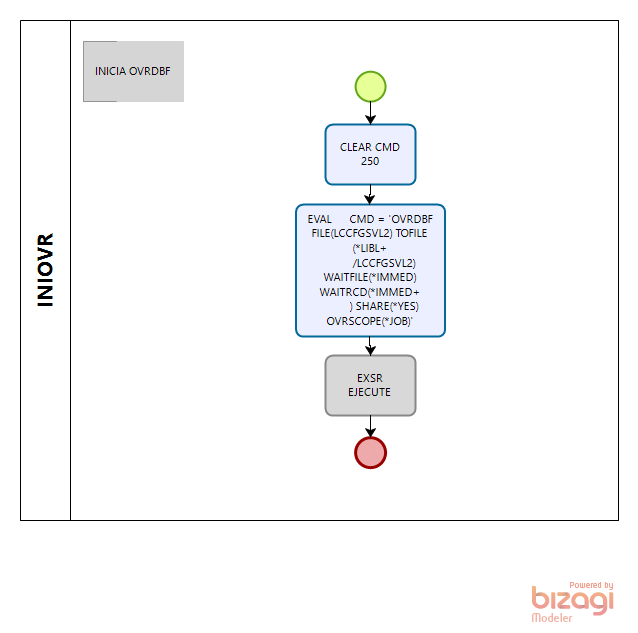 INIOVR
INICIA OVRDBF
CLEAR CMD
250
EVAL CMD = 'OVRDBF
FILE(LCCFGSVL2) TOFILE
(*LIBL+
/LCCFGSVL2)
WAITFILE(*IMMED)
WAITRCD(*IMMED+
) SHARE(*YES)
OVRSCOPE(*JOB)'
EXSR
EJECUTE
Powered by
bizagi
Modeler